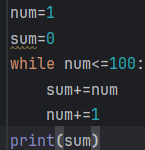 num=1
sum=0
while num<=100:
    sum+=num
    num+=1
print(sum)